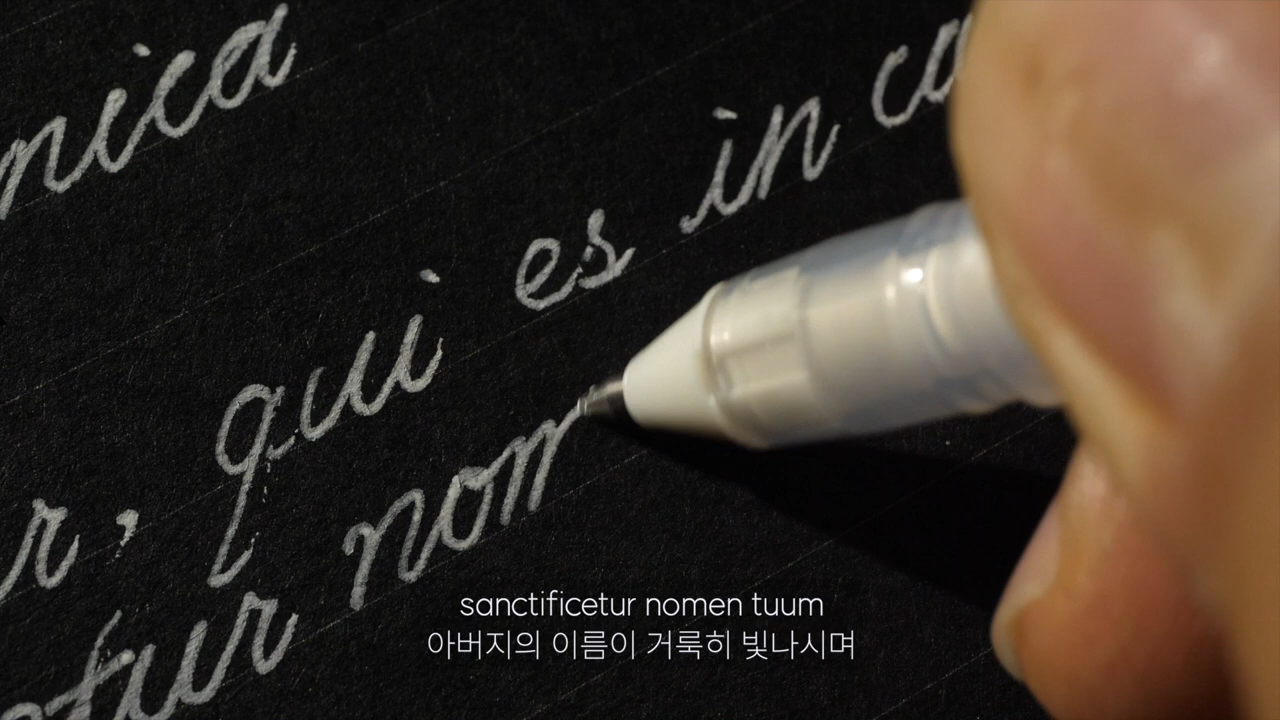 nica
r, qui es in ca
etur nom
sanctificetur nomen tuum
아버지의 이름이 거룩히 빛나시며